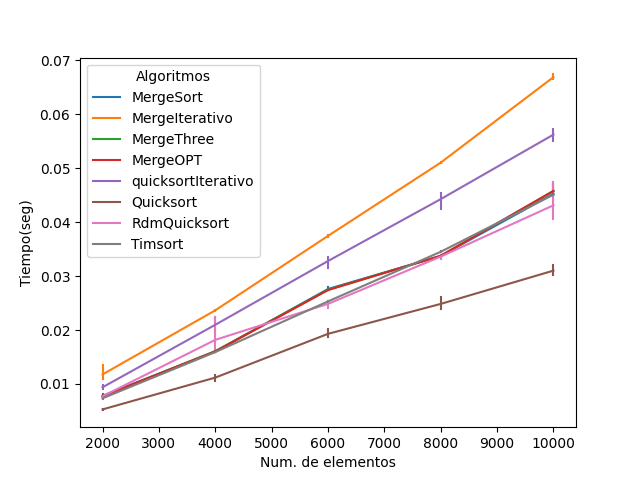 0.07
0.06
0.05
0.04
0.03
0.02
0.01
Tiempo(seg)
Algoritmos
MergeSort
MergeIterativo
MergeThree
MergeOPT
quicksortIterativo
Quicksort
RdmQuicksort
Timsort
2000 3000 4000 5000 6000 7000 8000 9000 10000
Num. de elementos